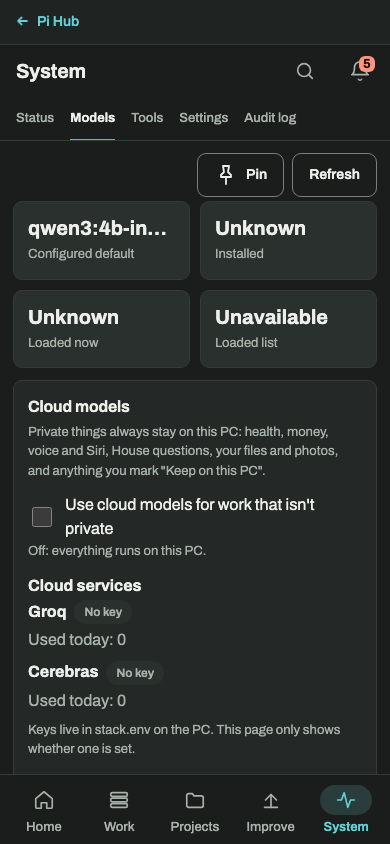 Pi Hub
System
5
Status Models Tools Settings Audit log
Pin Refresh
qwen3:4b-in...
Configured default
Unknown
Installed
Unknown
Loaded now
Unavailable
Loaded list
Cloud models
Private things always stay on this PC: health, money,
voice and Siri, House questions, your files and photos,
and anything you mark "Keep on this PC".
Use cloud models for work that isn't
private
Off: everything runs on this PC.
Cloud services
Groq No key
Used today: 0
Cerebras No key
Used today: 0
Keys live in stack.env on the PC. This page only shows
whether one is set.
Home Work Projects Improve System